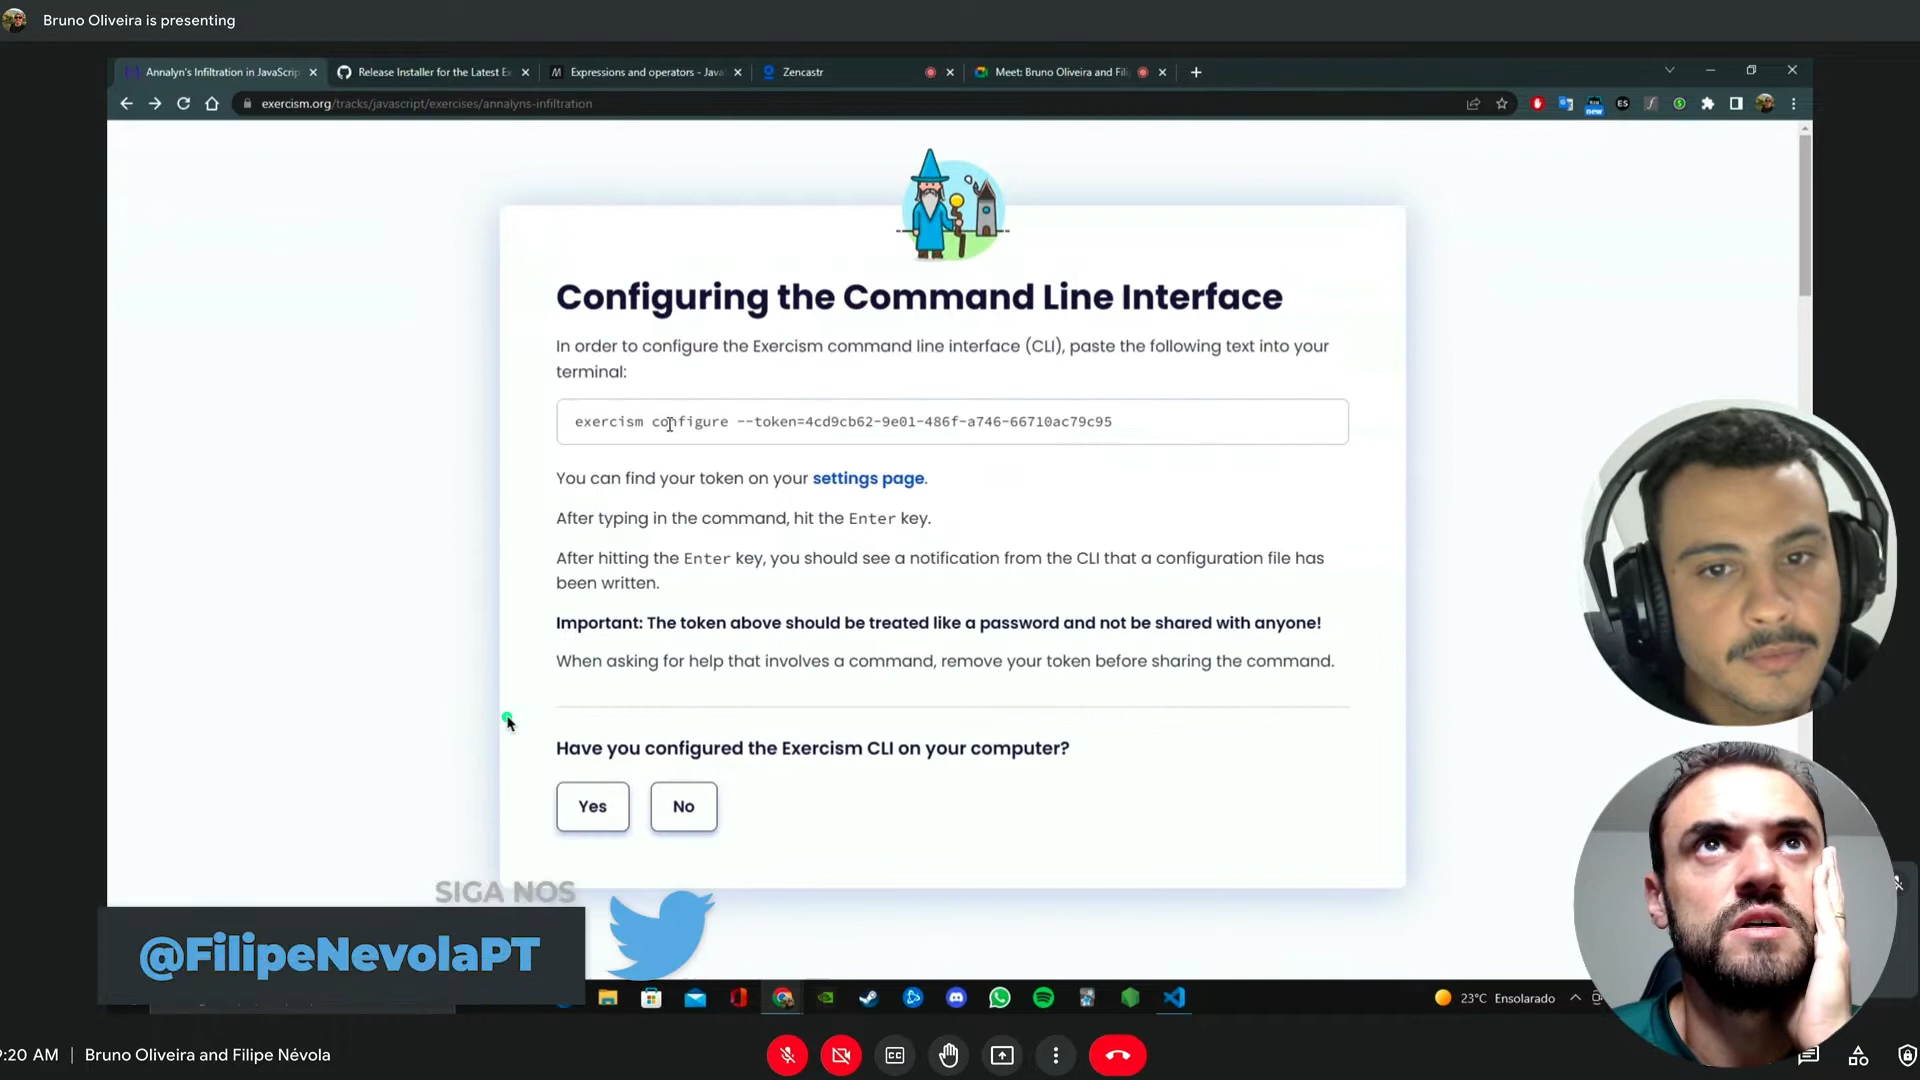 Bruno Oliveira is presenting
Annalyn's Infiltration in JavaScrip
Release Installer for the Latest Ex
Expressions and operators - Java
Zencastr
Meet: Bruno Oliveira and Fili
exercism.org/tracks/javascript/exercises/annalyns-infiltration
new
ES
Configuring the Command Line Interface
In order to configure the Exercism command line interface (CLI), paste the following text into your
terminal:
exercism configure --token=4cd9cb62-9e01-486f-a746-66710ac79c95
You can find your token on your settings page.
After typing in the command, hit the Enter key.
After hitting the Enter key, you should see a notification from the CLI that a configuration file has
been written.
Important: The token above should be treated like a password and not be shared with anyone!
When asking for help that involves a command, remove your token before sharing the command.
Have you configured the Exercism CLI on your computer?
Yes
No
SIGA NOS
@FilipeNevolaPT
23°C Ensolarado
9:20 AM | Bruno Oliveira and Filipe Névola
CC